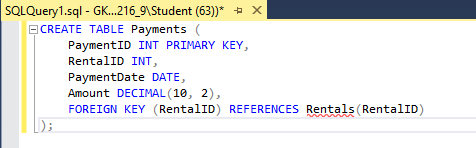 SQLQuery1.sql - GK...216_9\Student (63))*
CREATE TABLE Payments (
PaymentID INT PRIMARY KEY,
RentalID INT,
PaymentDate DATE,
Amount DECIMAL(10, 2),
FOREIGN KEY (RentalID) REFERENCES Rentals(RentalID)
);